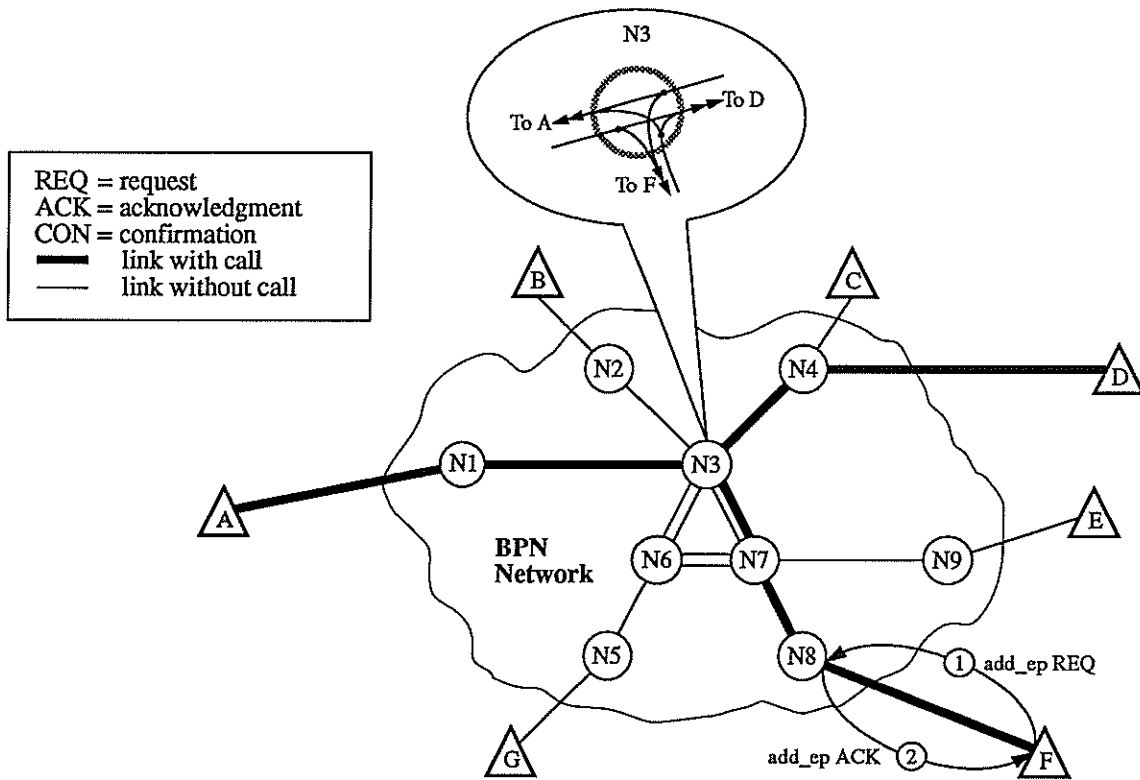 N3
To D
To A
To F
REQ = request
ACK = acknowledgment
CON = confirmation
link with call
link without call
B
C
N2
N4
D
N1
N3
A
E
BPN
Network
N6
N7
N9
N5
N8
1
add_ep REQ
add_ep ACK
2
F
G